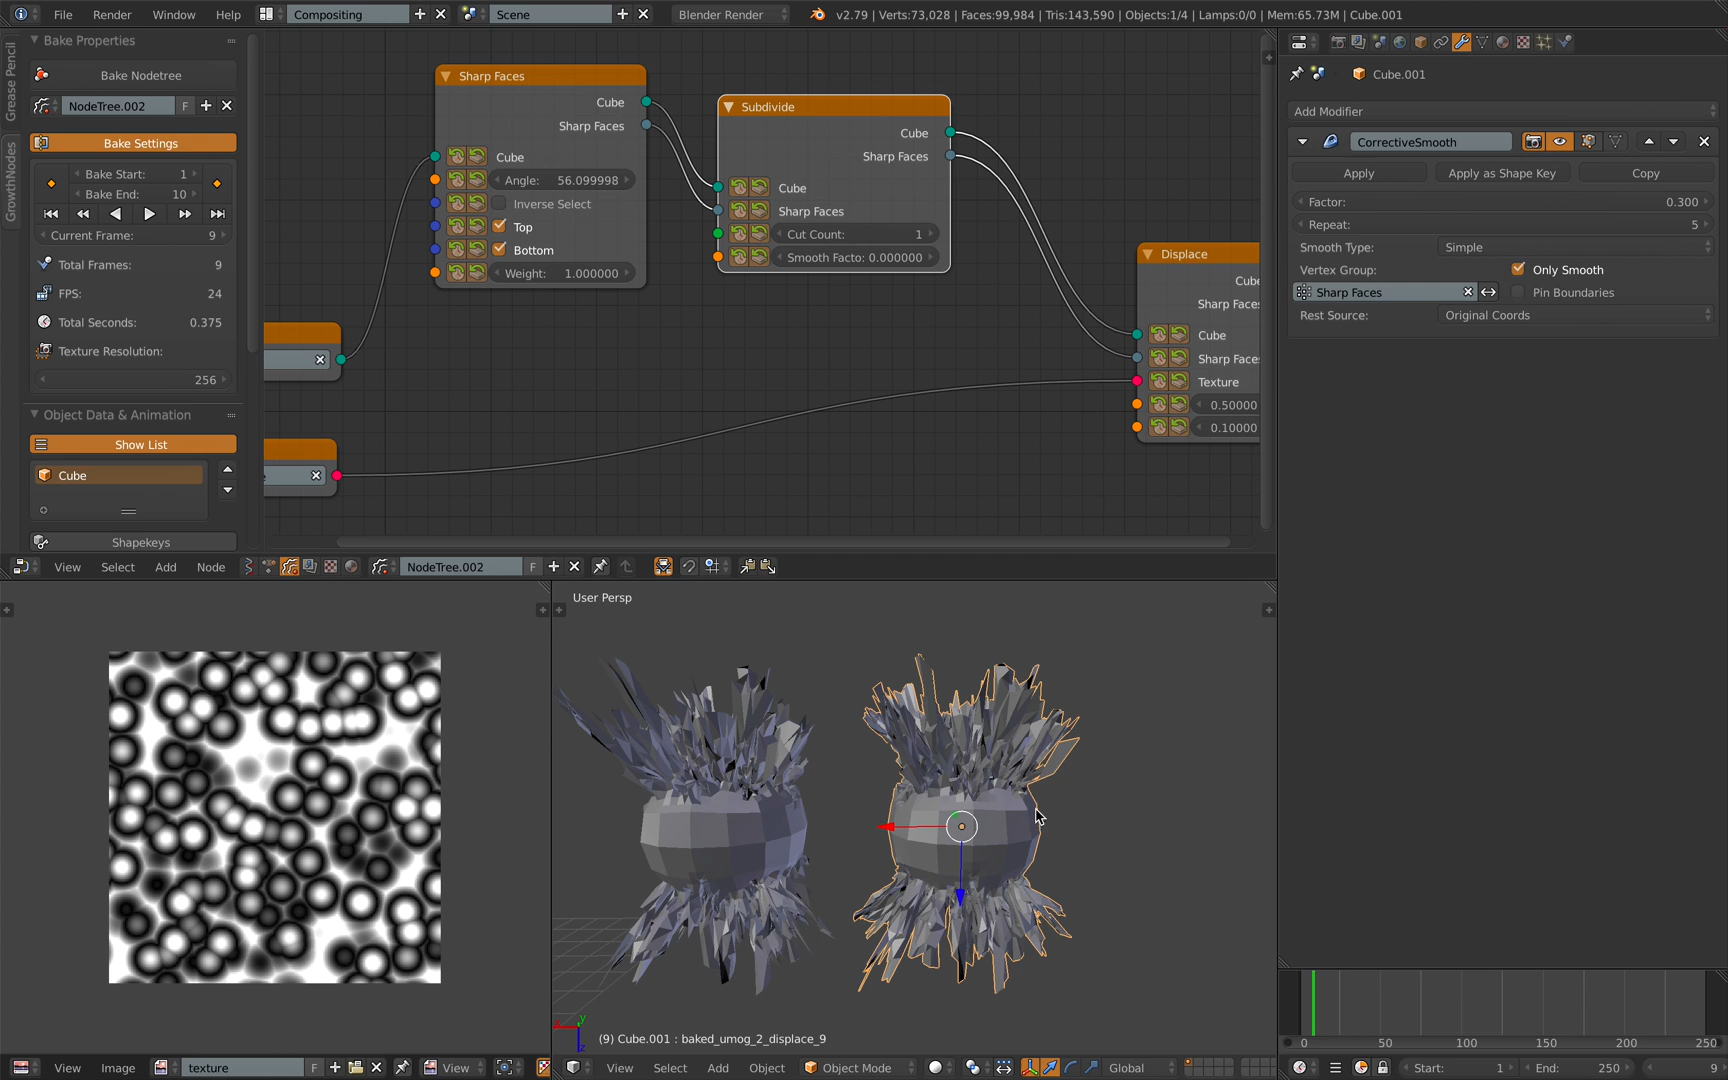 File Render Window Help Compositing Scene Blender Render v2.79 | Verts:73,028 | Faces:99,984 | Tris:143,590 | Objects:1/4 | Lamps:0/0 | Mem:65.73M | Cube.001
Grease Pencil
GrowthNodes
Bake Properties
Bake Nodetree
NodeTree.002 F
Bake Settings
Bake Start: 1
Bake End: 10
Current Frame: 9
Total Frames: 9
FPS: 24
Total Seconds: 0.375
Texture Resolution:
256
Object Data & Animation
Show List
Cube
Shapekeys
Sharp Faces
Cube
Sharp Faces
Cube
Angle: 56.099998
Inverse Select
Top
Bottom
Weight: 1.000000
Subdivide
Cube
Sharp Faces
Cube
Sharp Faces
Cut Count: 1
Smooth Facto: 0.000000
Displace
Cube
Sharp Faces
Cube
Sharp Faces
Texture
0.50000
0.10000
View Select Add Node NodeTree.002 F
Cube.001
Add Modifier
CorrectiveSmooth
Apply Apply as Shape Key Copy
Factor: 0.300
Repeat: 5
Smooth Type: Simple
Vertex Group: Only Smooth
Sharp Faces Pin Boundaries
Rest Source: Original Coords
User Persp
(9) Cube.001 : baked_umog_2_displace_9
View Image texture F View
View Select Add Object Object Mode Global
0 50 100 150 200 250
Start: 1 End: 250 9